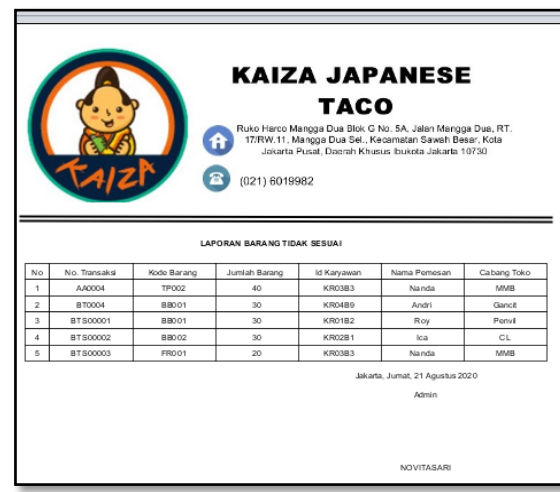 KAIZA
KAIZA JAPANESE
TACO
Ruko Harco Mangga Dua Blok G No. 5A, Jalan Mangga Dua, RT.
17/RW.11, Mangga Dua Sel., Kecamatan Sawah Besar, Kota
Jakarta Pusat, Daerah Khusus Ibukota Jakarta 10730
(021) 6019982
LAPORAN BARANG TIDAK SESUAI
No No. Transaksi Kode Barang Jumlah Barang Id Karyawan Nama Pemesan Cabang Toko
1 AA0004 TP002 40 KR03B3 Nanda MMB
2 BT0004 BB001 30 KR04B9 Andri Gancit
3 BTS00001 BB001 30 KR01B2 Roy Penvil
4 BTS00002 BB002 30 KR02B1 Ica CL
5 BTS00003 FR001 20 KR03B3 Nanda MMB
Jakarta, Jumat, 21 Agustus 2020
Admin
NOVITASARI